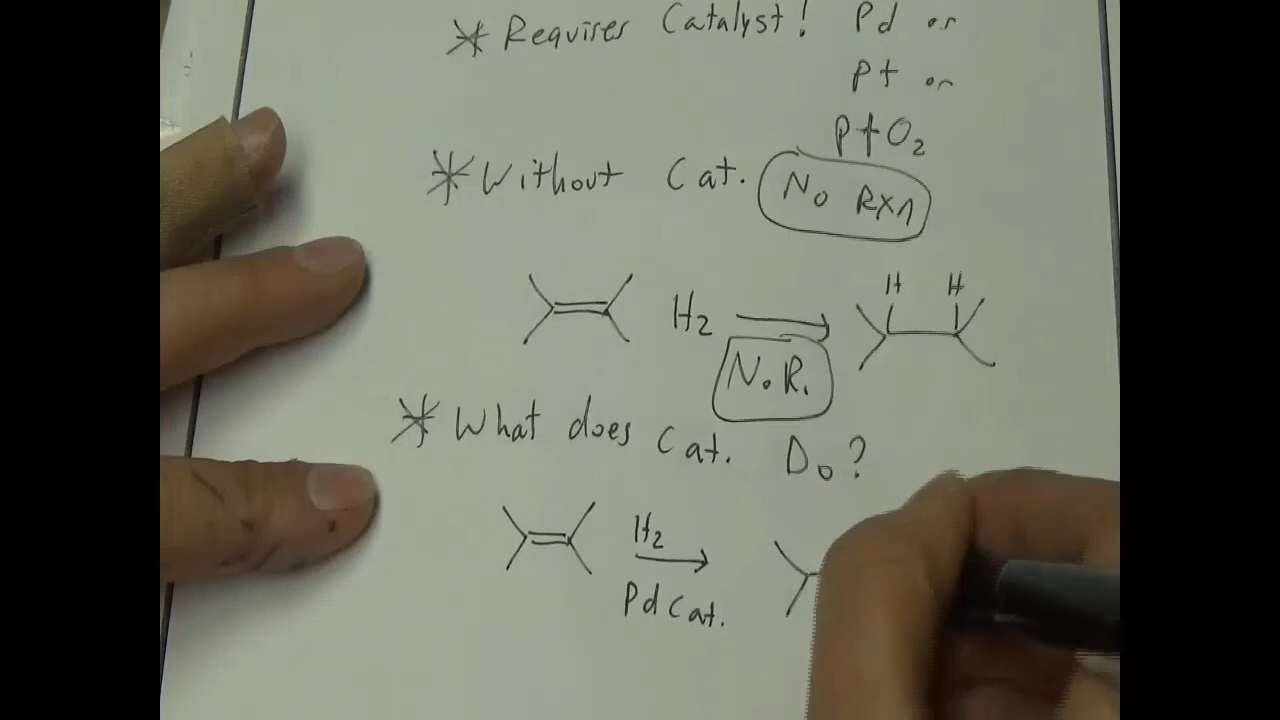 * Requires Catalyst! Pd or
Pt or
PtO2
* Without Cat. No Rxn
H H
H2
N.R.
* What does Cat. Do?
H2
Pd Cat.